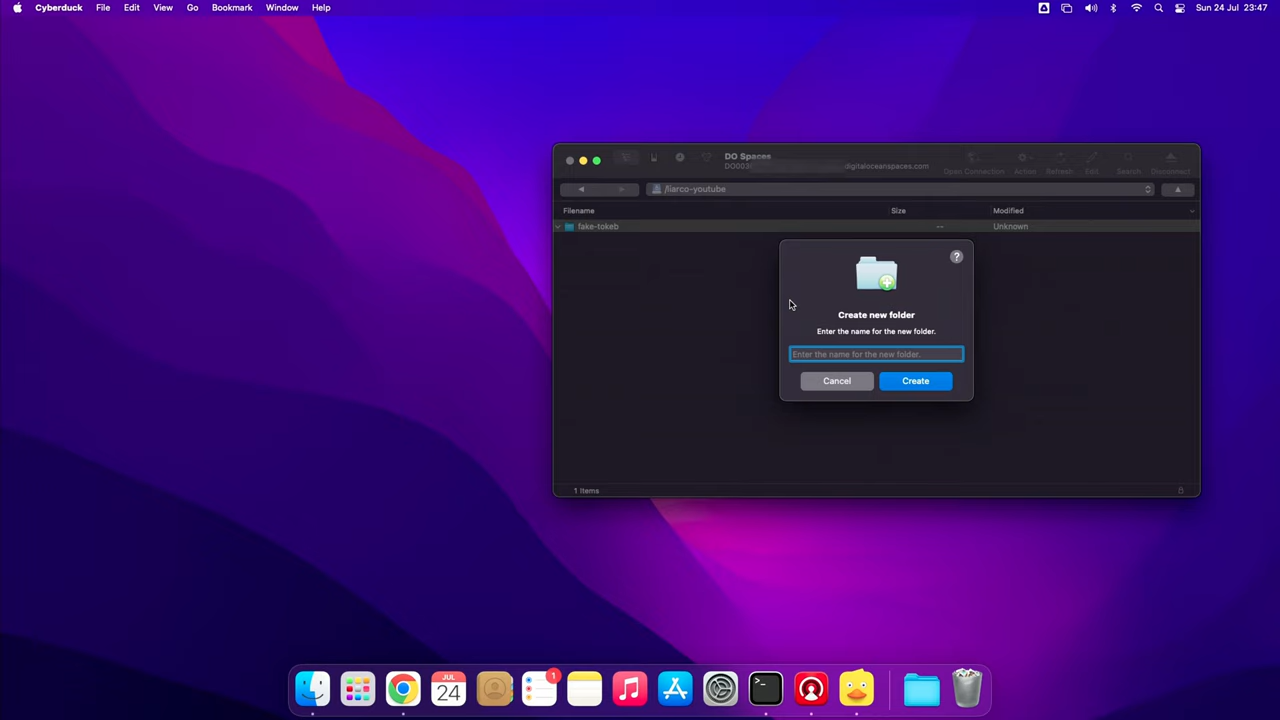 Cyberduck File Edit View Go Bookmark Window Help Sun 24 Jul 23:47
DO Spaces
digitaloceanspaces.com
Open Connection Action Refresh Edit Search Disconnect
/liarco-youtube
Filename Size Modified
fake-tokeb -- Unknown
?
Create new folder
Enter the name for the new folder.
Enter the name for the new folder.
Cancel Create
1 Items
1
JUL
24
>_